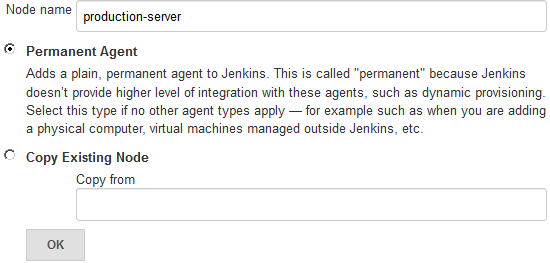 Node name production-server
Permanent Agent
Adds a plain, permanent agent to Jenkins. This is called "permanent" because Jenkins
doesn’t provide higher level of integration with these agents, such as dynamic provisioning.
Select this type if no other agent types apply — for example such as when you are adding
a physical computer, virtual machines managed outside Jenkins, etc.
Copy Existing Node
Copy from
OK